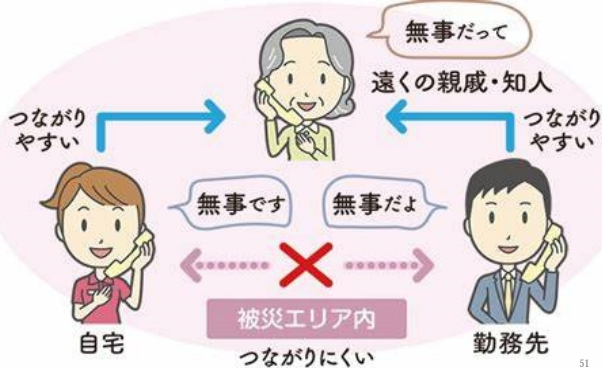 無事だって
遠くの親戚・知人
つながり
やすい
つながり
やすい
無事です
無事だよ
被災エリア内
つながりにくい
自宅
勤務先
51